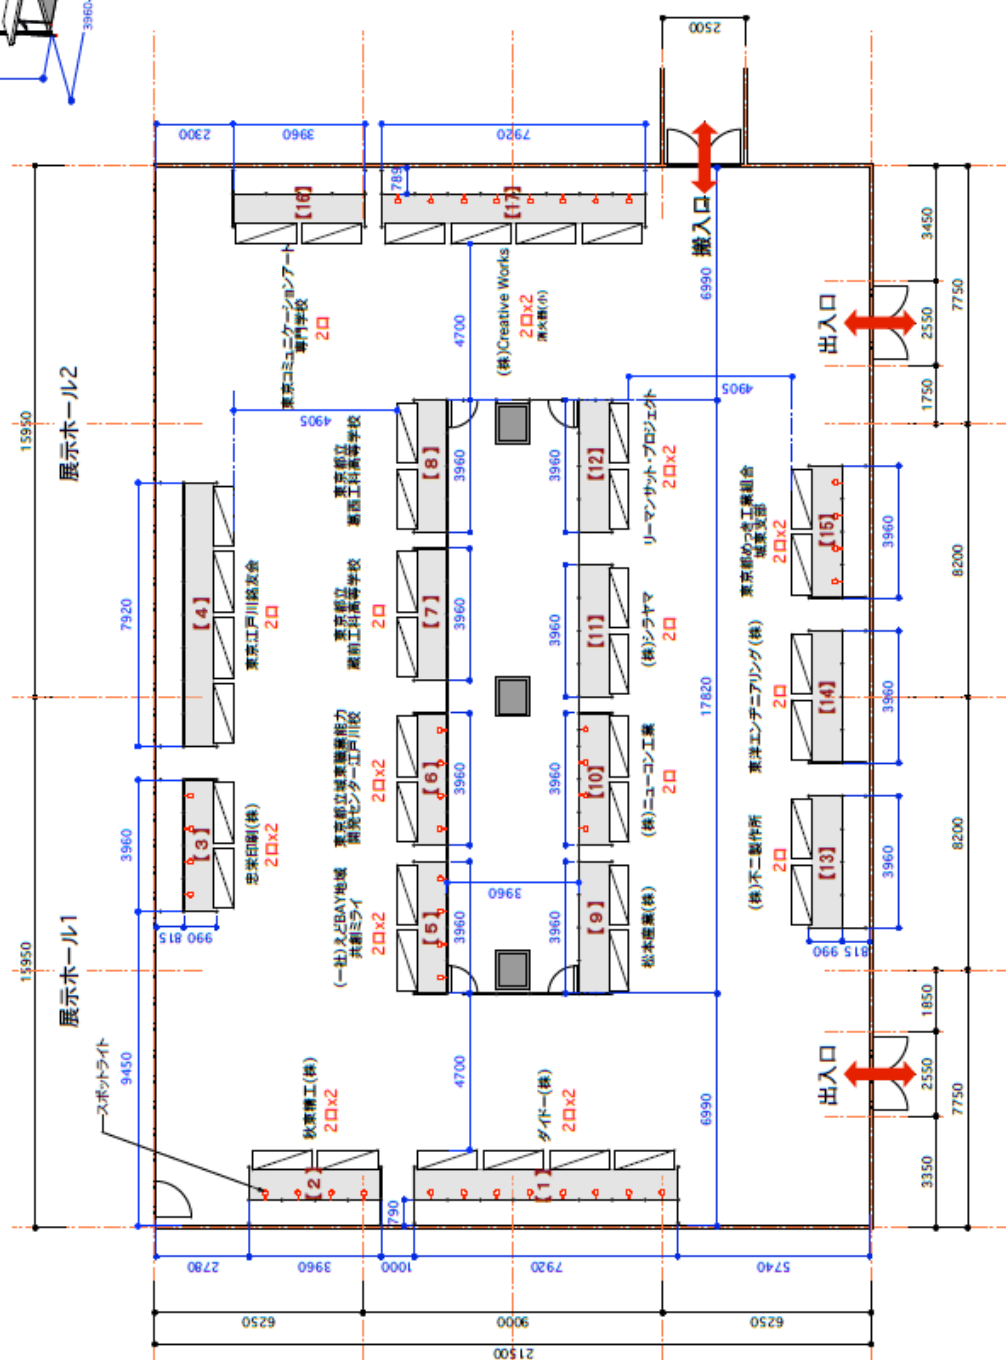 3960
2500
2300
3960
7920
789
【16】
【17】
搬入口
東京コミュニケーションアート
専門学校
2口
(株)Creative Works
2口x2
消火器(小)
4700
6990
出入口
3450
2550
1750
7750
15950
展示ホール2
4905
4905
東京都立
葛西工科高等学校
【8】
3960
3960
【12】
リーマンサット・プロジェクト
2口x2
東京都めっき工業組合
城東支部
2口x2
【15】
3960
7920
【4】
東京江戸川鐵友会
2口
東京都立
蔵前工科高等学校
2口
【7】
3960
3960
【11】
(株)シラヤマ
2口
17820
8200
東洋エンヂニアリング(株)
2口
【14】
3960
3960
【3】
忠栄印刷(株)
2口x2
東京都立城東職業能力
開発センター江戸川校
2口x2
【6】
3960
3960
【10】
(株)ニューコン工業
2口
(株)不二製作所
2口
【13】
3960
8200
815
990
(一社)えどBAY地域
共創ミライ
2口x2
【5】
3960
3960
3960
【9】
松本産業(株)
990
815
15950
展示ホール1
スポットライト
9450
秋東精工(株)
2口x2
【2】
4700
ダイドー(株)
2口x2
【1】
6990
790
出入口
1850
2550
3350
7750
2780
3960
1000
7920
5740
6250
9000
6250
21500